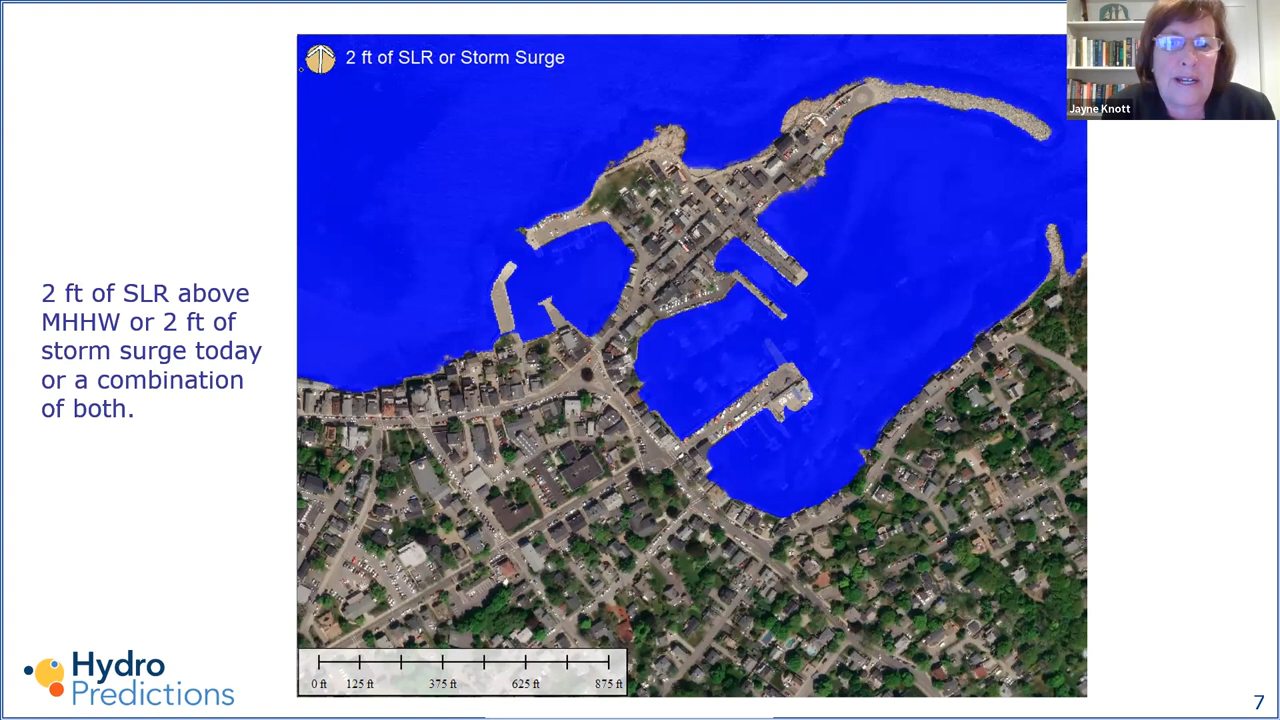 2 ft of SLR or Storm Surge
Jayne Knott
2 ft of SLR above
MHHW or 2 ft of
storm surge today
or a combination
of both.
0 ft 125 ft 375 ft 625 ft 875 ft
Hydro
Predictions
7